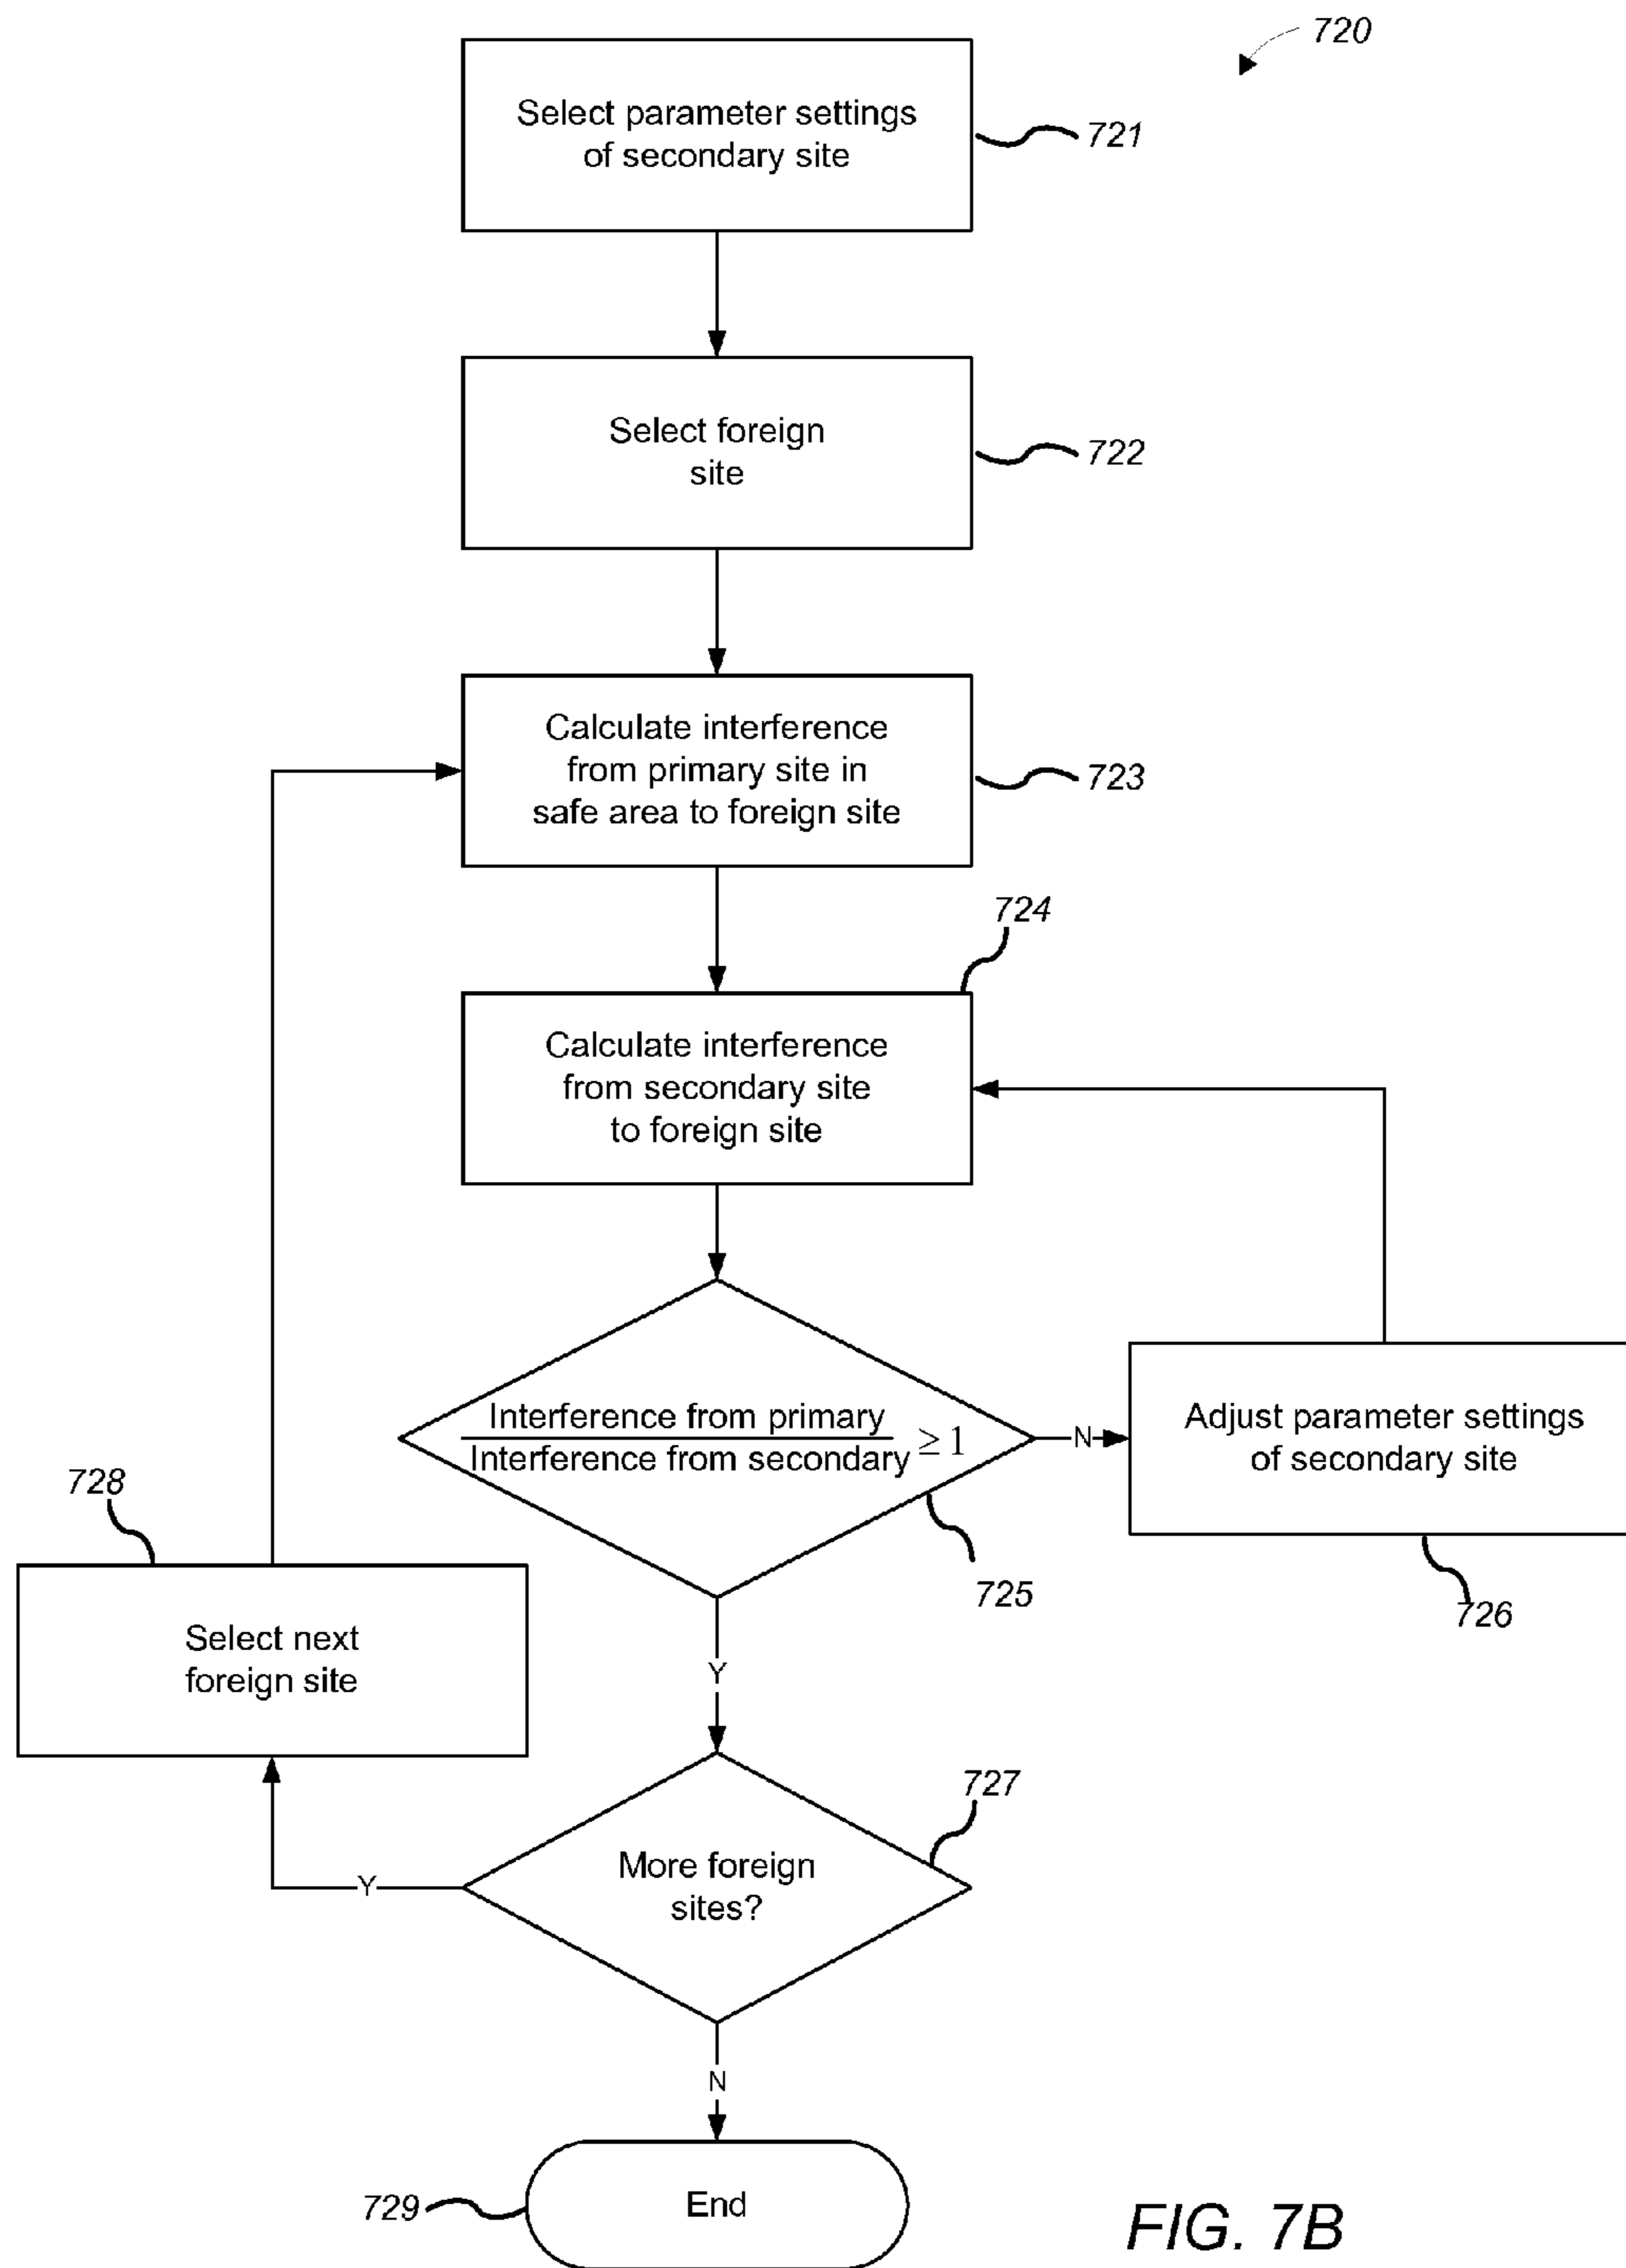 720
Select parameter settings
of secondary site
721
Select foreign
site
722
Calculate interference
from primary site in
safe area to foreign site
723
724
Calculate interference
from secondary site
to foreign site
Interference from primary
Interference from secondary
≥ 1
N
Adjust parameter settings
of secondary site
725
726
728
Select next
foreign site
Y
727
More foreign
sites?
Y
N
729
End
FIG. 7B